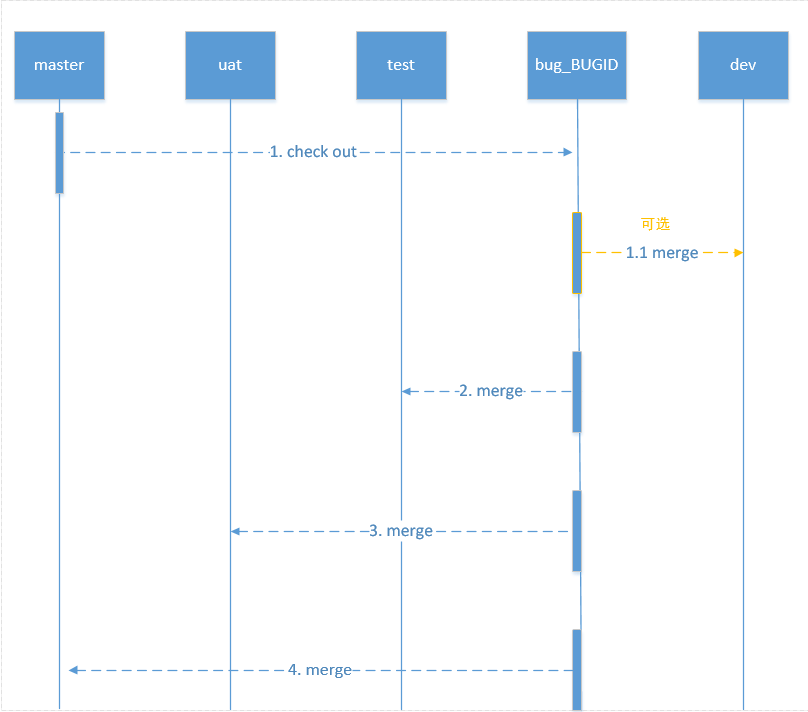 master
uat
test
bug_BUGID
dev
1. check out
可选
1.1 merge
2. merge
3. merge
4. merge